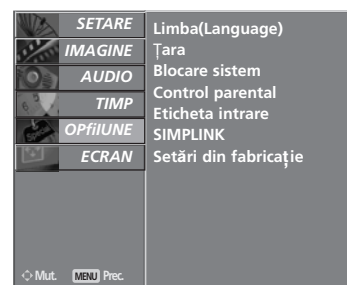 SETARE
IMAGINE
AUDIO
TIMP
OPfiIUNE
ECRAN
Limba(Language)
Țara
Blocare sistem
Control parental
Eticheta intrare
SIMPLINK
Setări din fabricație
Mut. MENU Prec.